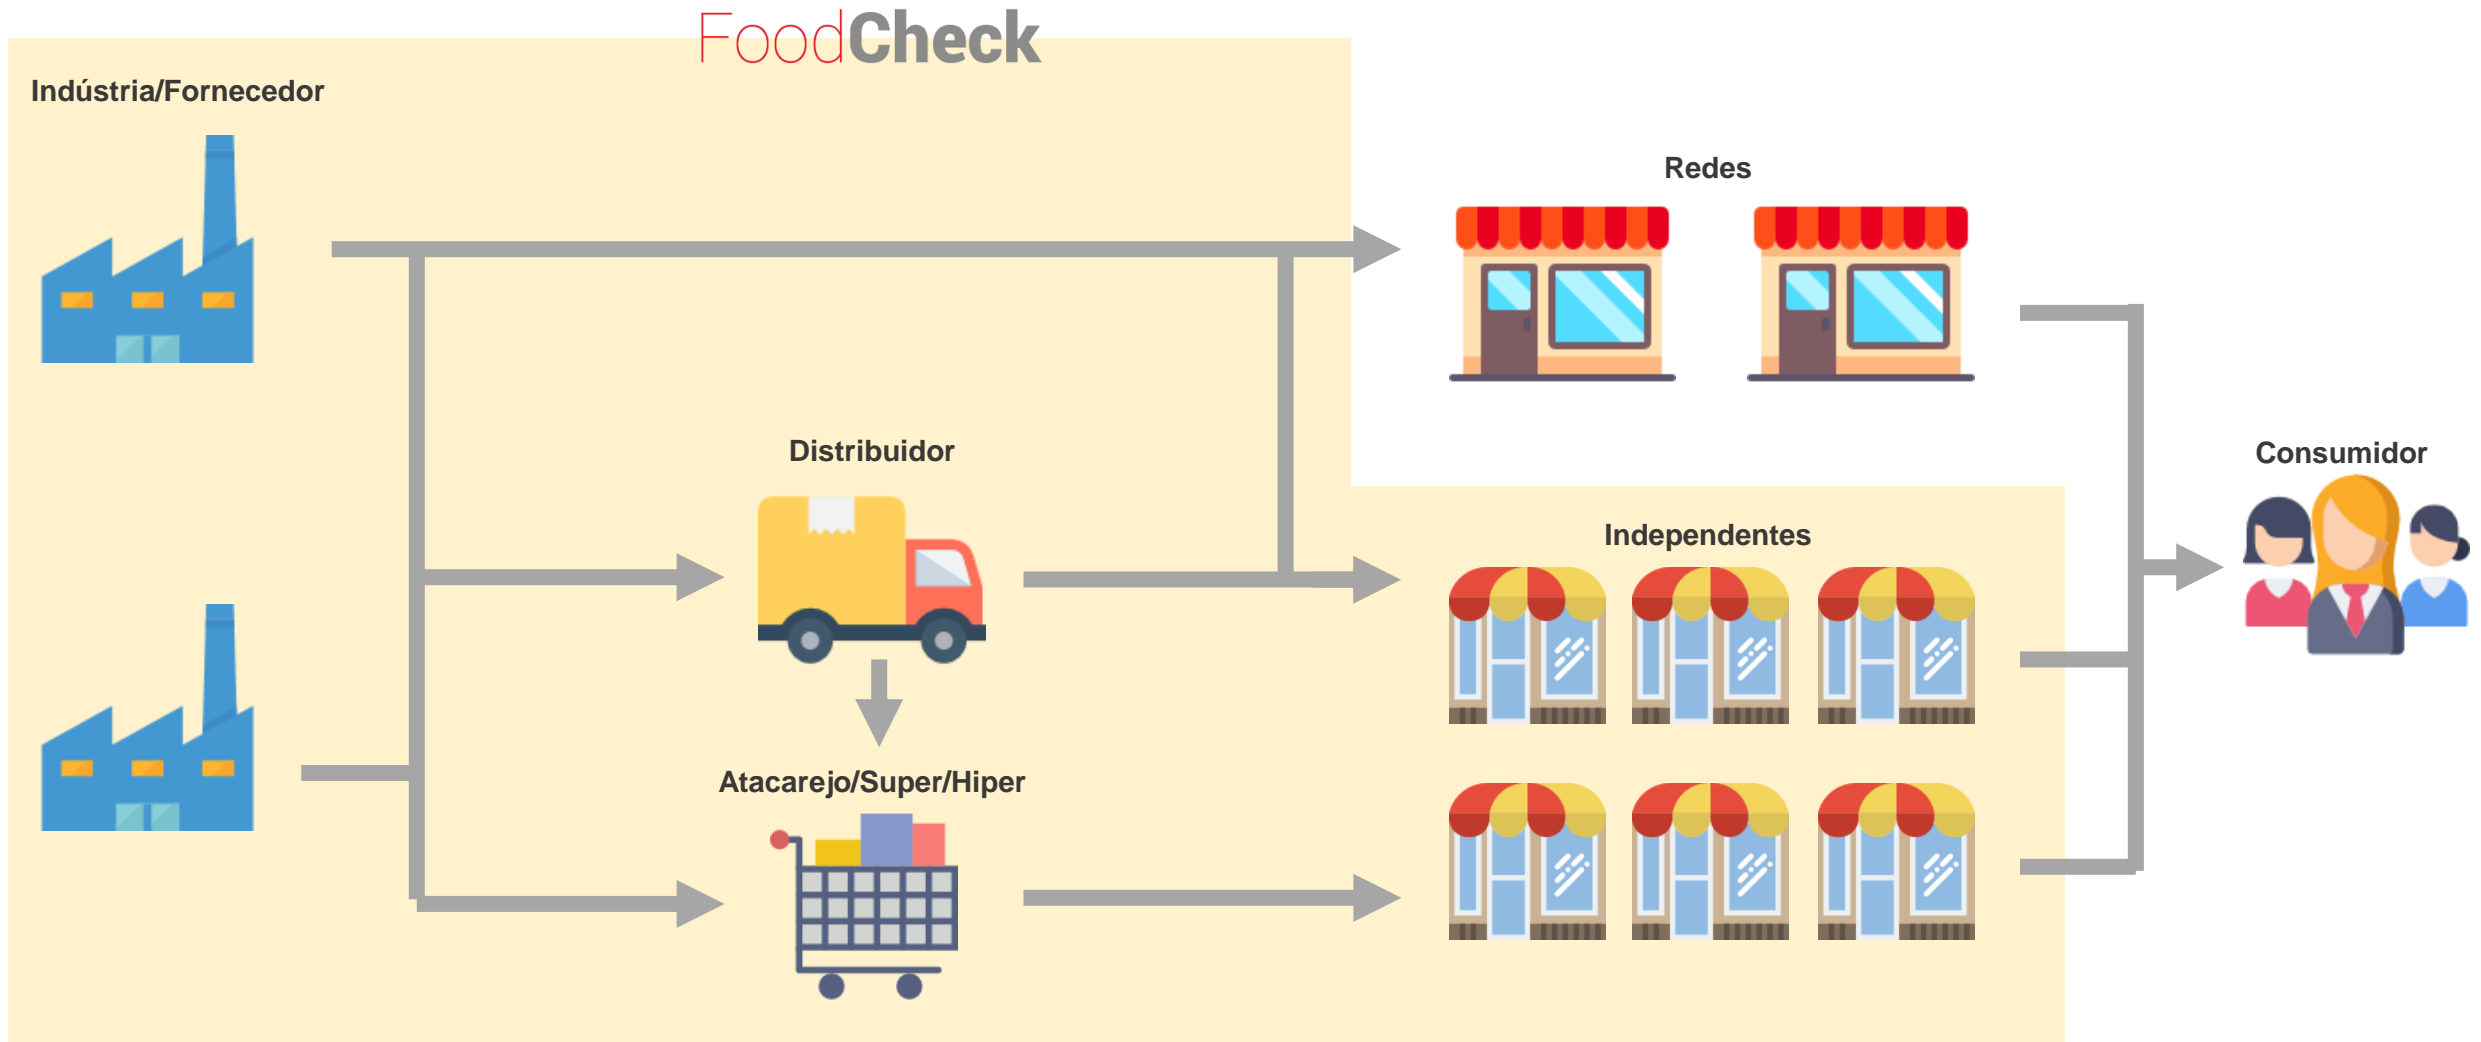 FoodCheck
Indústria/Fornecedor
Redes
Distribuidor
Consumidor
Independentes
Atacarejo/Super/Hiper